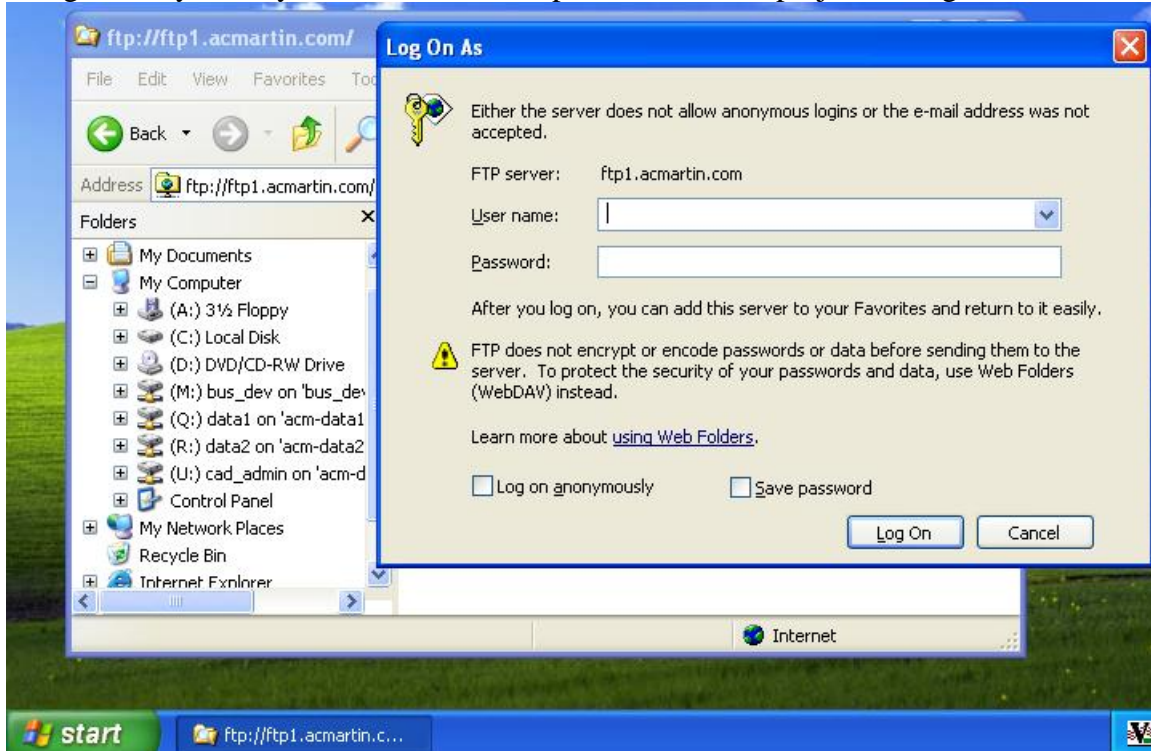 ftp://ftp1.acmartin.com/
File Edit View Favorites
Back
Address ftp://ftp1.acmartin.com/
Folders
My Documents
My Computer
(A:) 3½ Floppy
(C:) Local Disk
(D:) DVD/CD-RW Drive
(M:) bus_dev on 'bus_de
(Q:) data1 on 'acm-data1
(R:) data2 on 'acm-data2
(U:) cad_admin on 'acm-d
Control Panel
My Network Places
Recycle Bin
Internet Explorer
Log On As
Either the server does not allow anonymous logins or the e-mail address was not
accepted.
FTP server: ftp1.acmartin.com
User name:
Password:
After you log on, you can add this server to your Favorites and return to it easily.
FTP does not encrypt or encode passwords or data before sending them to the
server. To protect the security of your passwords and data, use Web Folders
(WebDAV) instead.
Learn more about using Web Folders.
Log on anonymously Save password
Log On Cancel
Internet
start ftp://ftp1.acmartin.c...